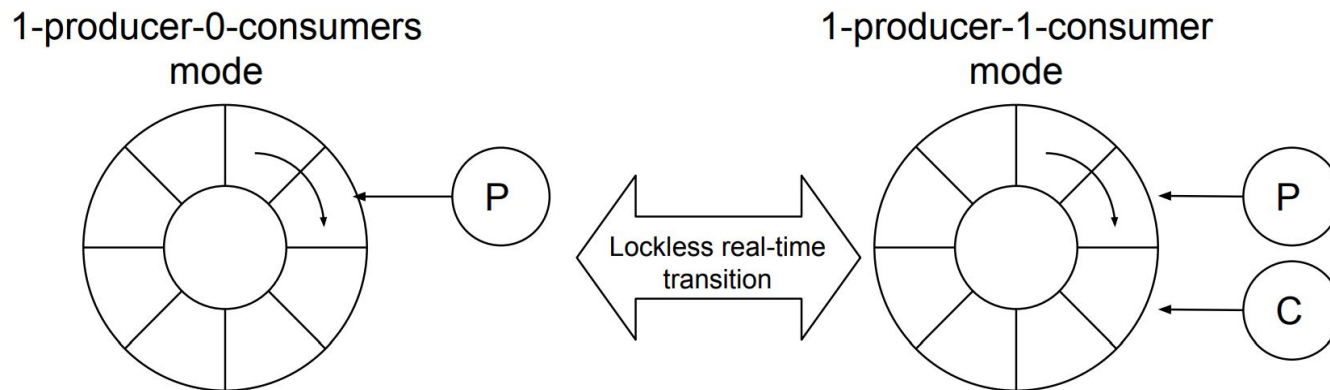 1-producer-0-consumers
mode
P
Lockless real-time
transition
1-producer-1-consumer
mode
P
C